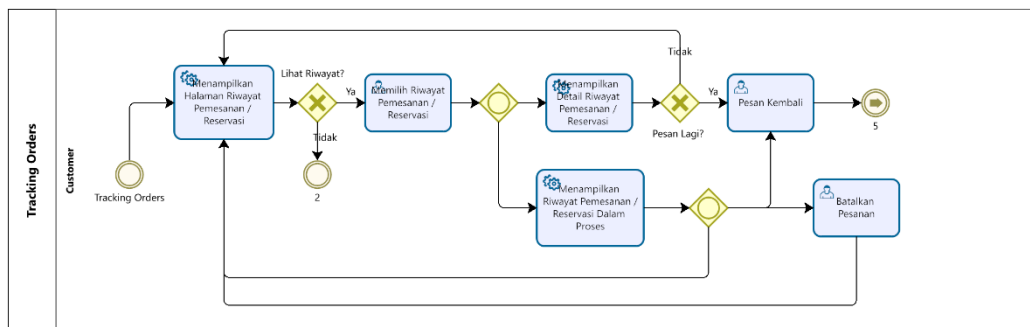 Tracking Orders
Customer
Tracking Orders
Menampilkan
Halaman Riwayat
Pemesanan /
Reservasi
Lihat Riwayat?
Ya
Tidak
2
Memilih Riwayat
Pemesanan /
Reservasi
Menampilkan
Detail Riwayat
Pemesanan /
Reservasi
Tidak
Ya
Pesan Lagi?
Pesan Kembali
5
Menampilkan
Riwayat Pemesanan /
Reservasi Dalam
Proses
Batalkan
Pesanan